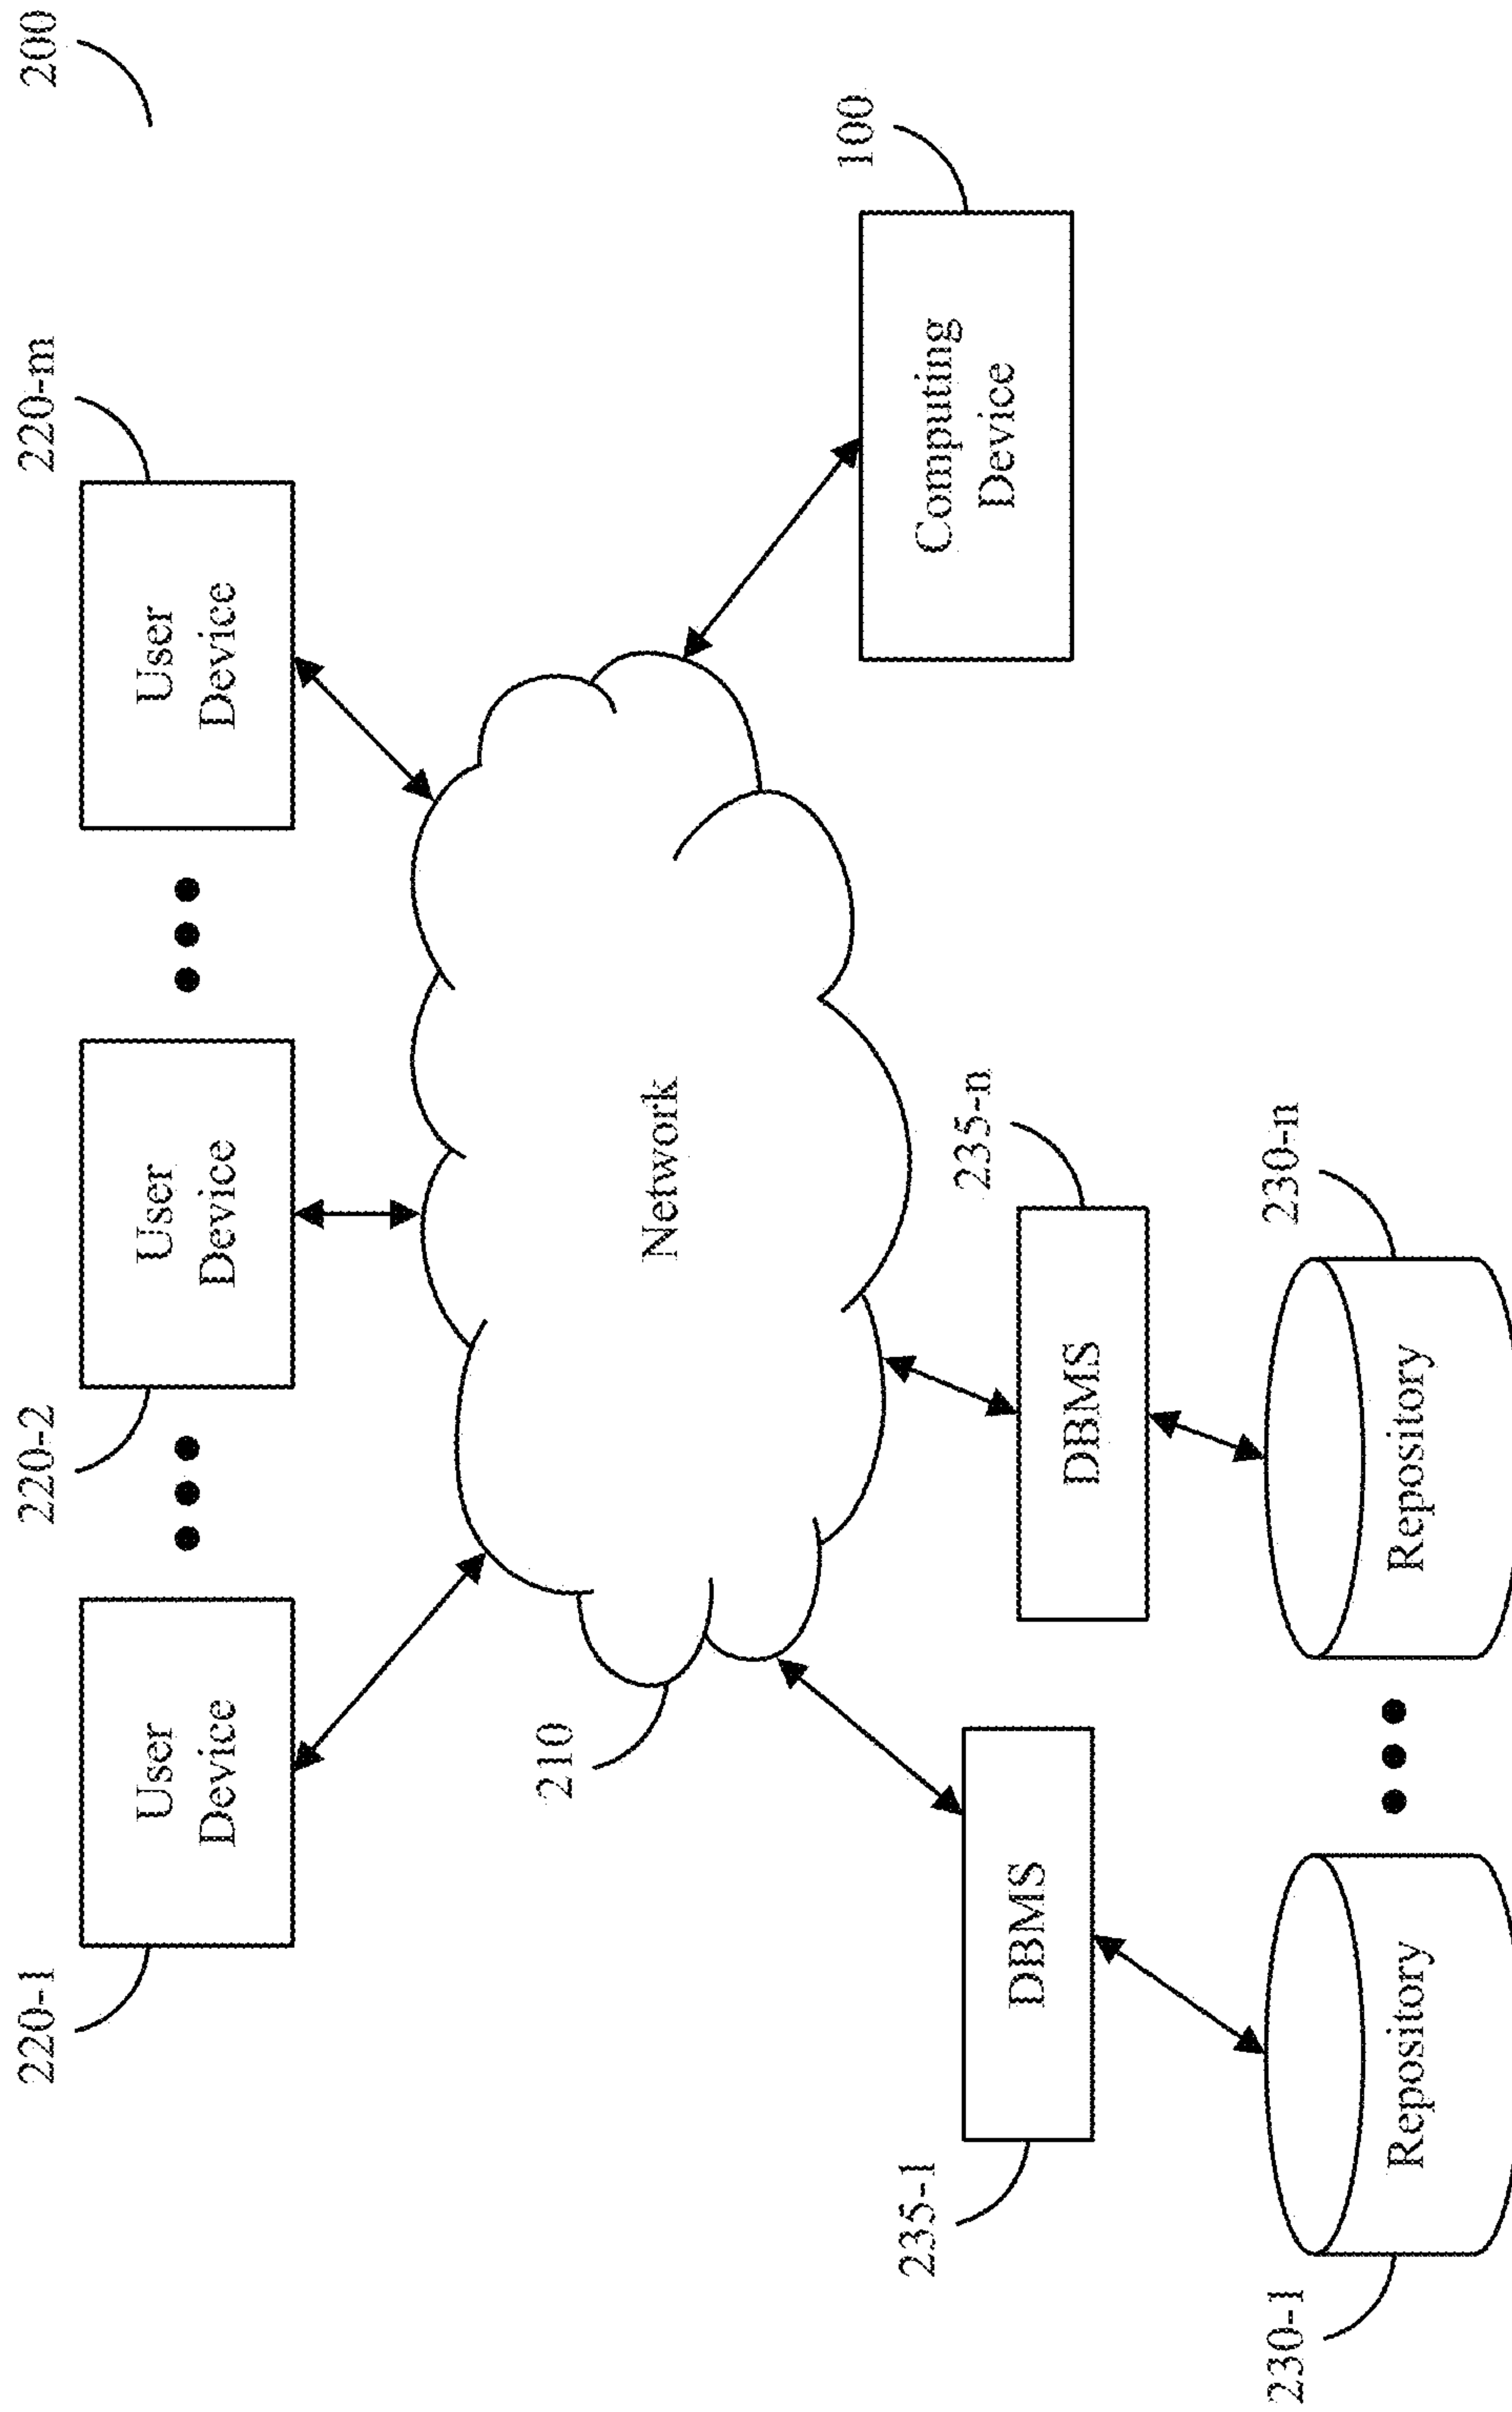 200
220-1
220-2
220-m
User
Device
User
Device
User
Device
210
Network
100
Computing
Device
235-1
DBMS
235-n
DBMS
230-1
Repository
230-n
Repository